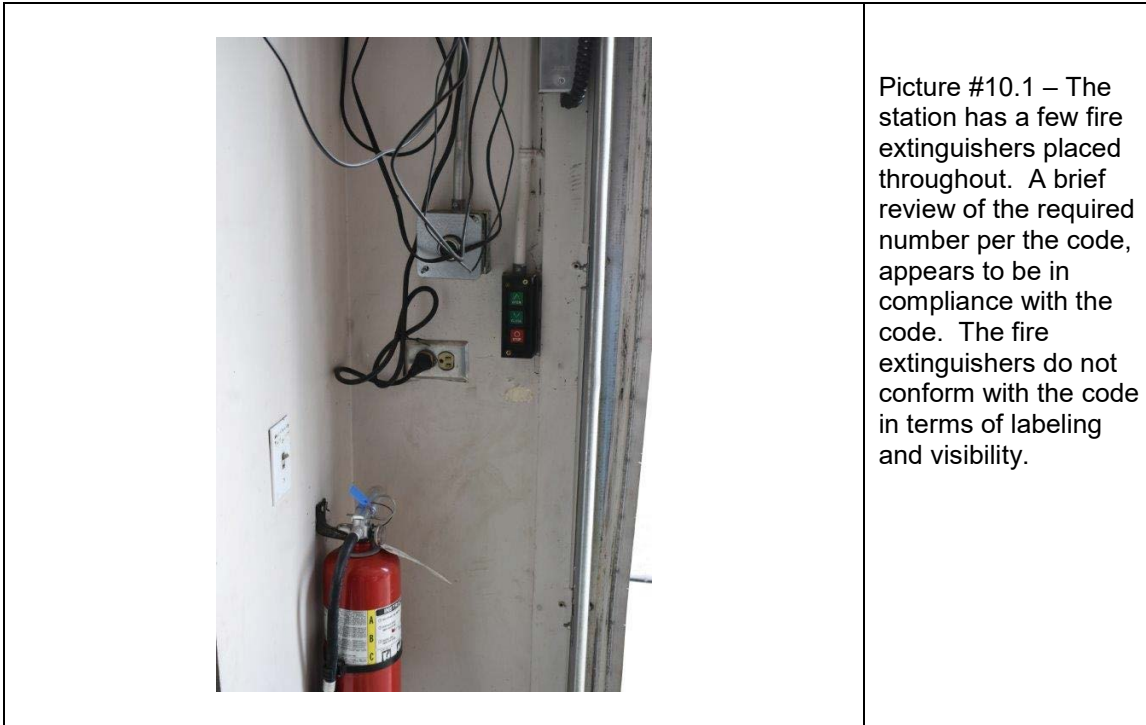 Picture #10.1 – The
station has a few fire
extinguishers placed
throughout.  A brief
review of the required
number per the code,
appears to be in
compliance with the
code.  The fire
extinguishers do not
conform with the code
in terms of labeling
and visibility.
A
B
C